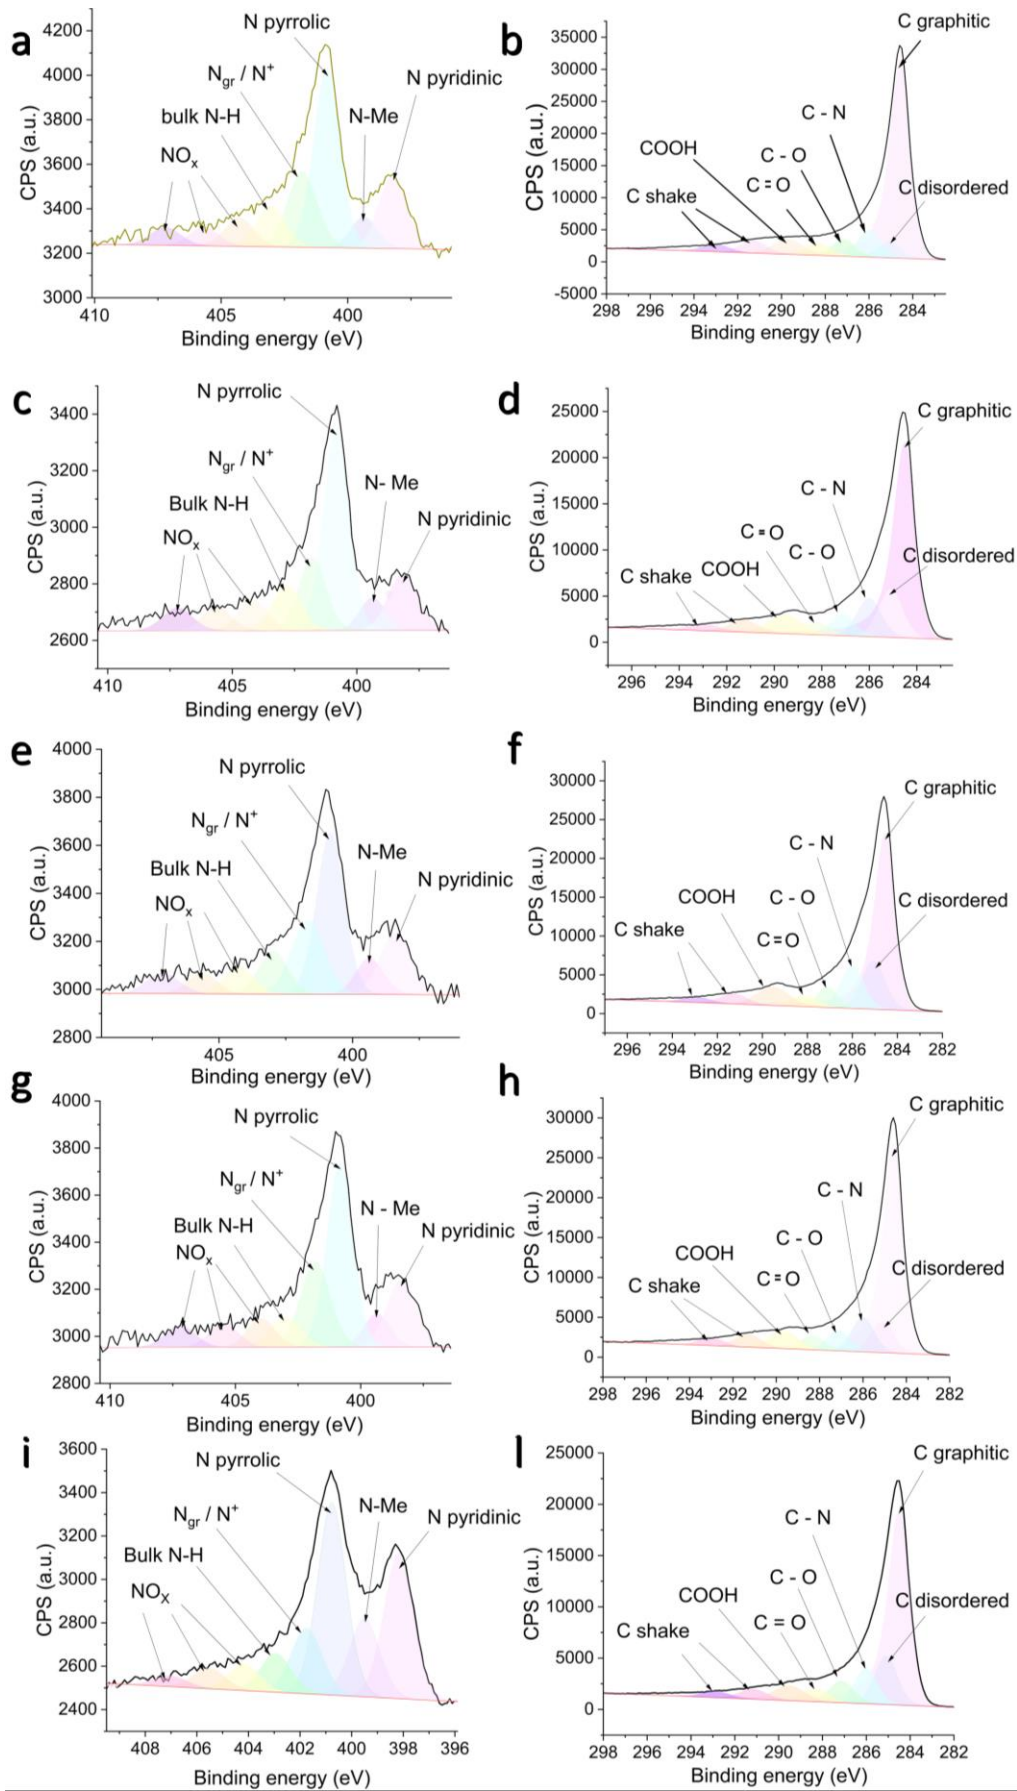 a
4200
4000
3800
3600
3400
3200
3000
CPS (a.u.)
N pyrrolic
Ngr / N+
bulk N-H
NOx
N-Me
N pyridinic
410
405
400
Binding energy (eV)
b
35000
30000
25000
20000
15000
10000
5000
0
-5000
CPS (a.u.)
C graphitic
C - N
C - O
COOH
C=O
C shake
C disordered
298 296 294 292 290 288 286 284
Binding energy (eV)
c
3400
3200
3000
2800
2600
CPS (a.u.)
N pyrrolic
Ngr / N+
Bulk N-H
NOx
N- Me
N pyridinic
410
405
400
Binding energy (eV)
d
25000
20000
15000
10000
5000
0
CPS (a.u.)
C graphitic
C - N
C=O
C - O
C shake
COOH
C disordered
296 294 292 290 288 286 284
Binding energy (eV)
e
4000
3800
3600
3400
3200
3000
2800
CPS (a.u.)
N pyrrolic
Ngr / N+
Bulk N-H
NOx
N-Me
N pyridinic
405
400
Binding energy (eV)
f
30000
25000
20000
15000
10000
5000
0
CPS (a.u.)
C graphitic
C - N
COOH
C - O
C shake
C=O
C disordered
296 294 292 290 288 286 284 282
Binding energy (eV)
g
4000
3800
3600
3400
3200
3000
2800
CPS (a.u.)
N pyrrolic
Ngr / N+
Bulk N-H
NOx
N - Me
N pyridinic
410
405
400
Binding energy (eV)
h
30000
25000
20000
15000
10000
5000
0
CPS (a.u.)
C graphitic
C - N
C - O
COOH
C=O
C shake
C disordered
298 296 294 292 290 288 286 284 282
Binding energy (eV)
i
3600
3400
3200
3000
2800
2600
2400
CPS (a.u.)
N pyrrolic
Ngr / N+
Bulk N-H
NOx
N-Me
N pyridinic
408 406 404 402 400 398 396
Binding energy (eV)
l
25000
20000
15000
10000
5000
0
CPS (a.u.)
C graphitic
C - N
C - O
COOH
C = O
C shake
C disordered
298 296 294 292 290 288 286 284 282
Binding energy (eV)